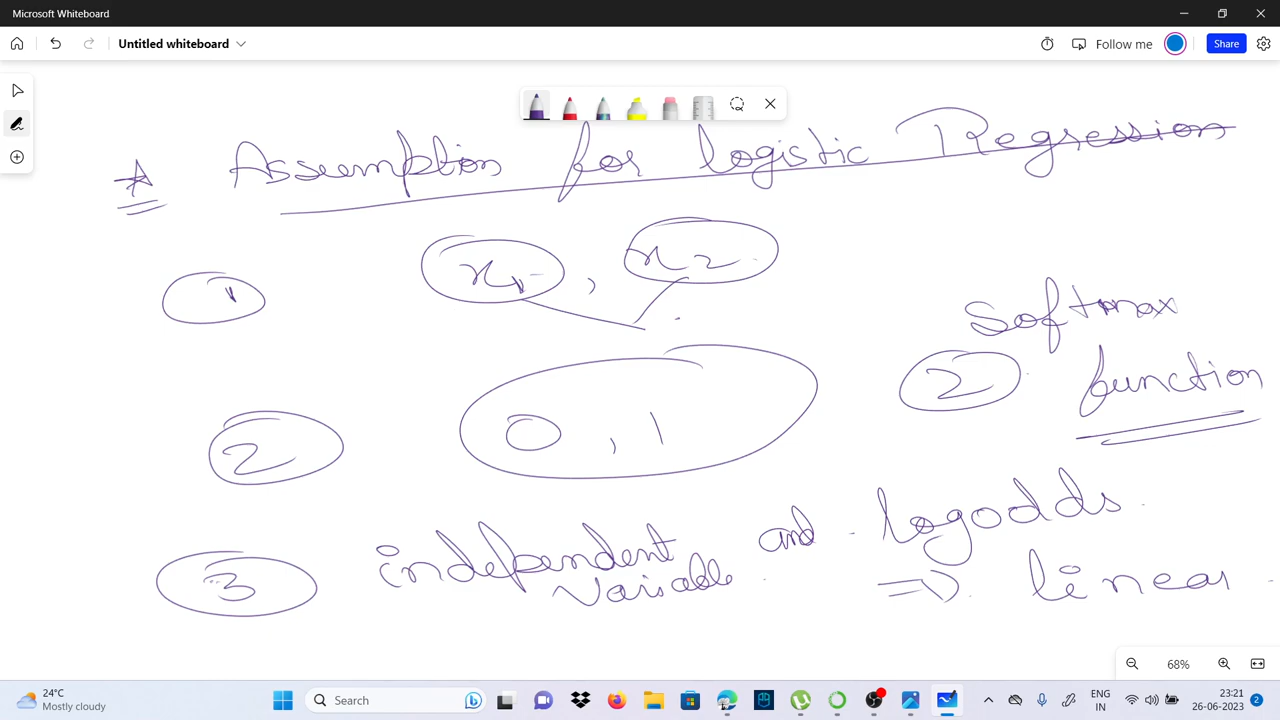 Microsoft Whiteboard
Untitled whiteboard
Follow me
Share
* Assumption for logistic Regression
1
x1, x2
Softmax
2 function
2
0, 1
3 independent variable and logodds
=> linear
68%
24°C
Mostly cloudy
Search
ENG
IN
23:21
26-06-2023
2